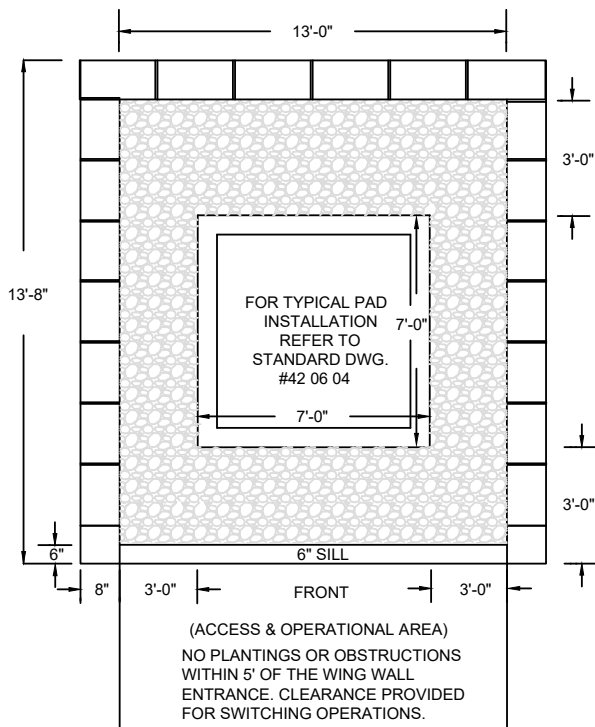 13'-0"
3'-0"
13'-8"
FOR TYPICAL PAD
INSTALLATION
REFER TO
STANDARD DWG.
#42 06 04
7'-0"
7'-0"
3'-0"
6"
6" SILL
8"
3'-0"
FRONT
3'-0"
(ACCESS & OPERATIONAL AREA)
NO PLANTINGS OR OBSTRUCTIONS
WITHIN 5' OF THE WING WALL
ENTRANCE. CLEARANCE PROVIDED
FOR SWITCHING OPERATIONS.